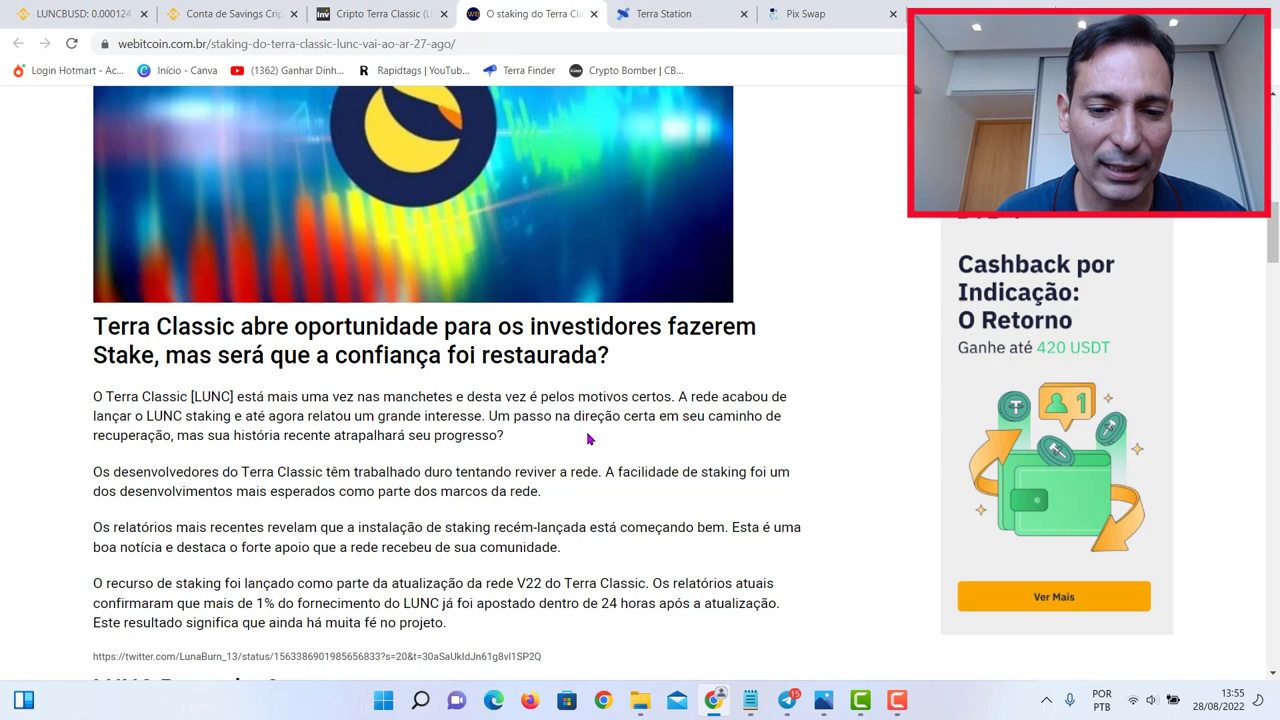 LUNCBUSD: 0.000124
Conta de Savings Crip
Cripto Terra Classic (L
O staking do Terra Cla
Terra Station
Pix Swap
webitcoin.com.br/staking-do-terra-classic-lunc-vai-ao-ar-27-ago/
Login Hotmart - Ac...
Início - Canva
(1362) Ganhar Dinh...
Rapidtags | YouTub...
Terra Finder
Crypto Bomber | CB...
Terra Classic abre oportunidade para os investidores fazerem
Stake, mas será que a confiança foi restaurada?
O Terra Classic [LUNC] está mais uma vez nas manchetes e desta vez é pelos motivos certos. A rede acabou de
lançar o LUNC staking e até agora relatou um grande interesse. Um passo na direção certa em seu caminho de
recuperação, mas sua história recente atrapalhará seu progresso?
Os desenvolvedores do Terra Classic têm trabalhado duro tentando reviver a rede. A facilidade de staking foi um
dos desenvolvimentos mais esperados como parte dos marcos da rede.
Os relatórios mais recentes revelam que a instalação de staking recém-lançada está começando bem. Esta é uma
boa notícia e destaca o forte apoio que a rede recebeu de sua comunidade.
O recurso de staking foi lançado como parte da atualização da rede V22 do Terra Classic. Os relatórios atuais
confirmaram que mais de 1% do fornecimento do LUNC já foi apostado dentro de 24 horas após a atualização.
Este resultado significa que ainda há muita fé no projeto.
https://twitter.com/LunaBurn_13/status/1563386901985656833?s=20&t=30aSaUkIdJn61g8vl1SP2Q
Cashback por
Indicação:
O Retorno
Ganhe até 420 USDT
1
Ver Mais
15
POR
PTB
13:55
28/08/2022